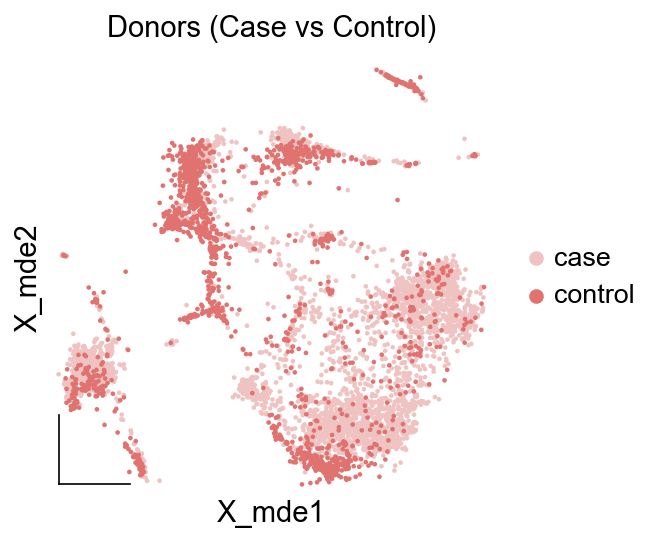 Donors (Case vs Control)
X_mde2
case
control
X_mde1